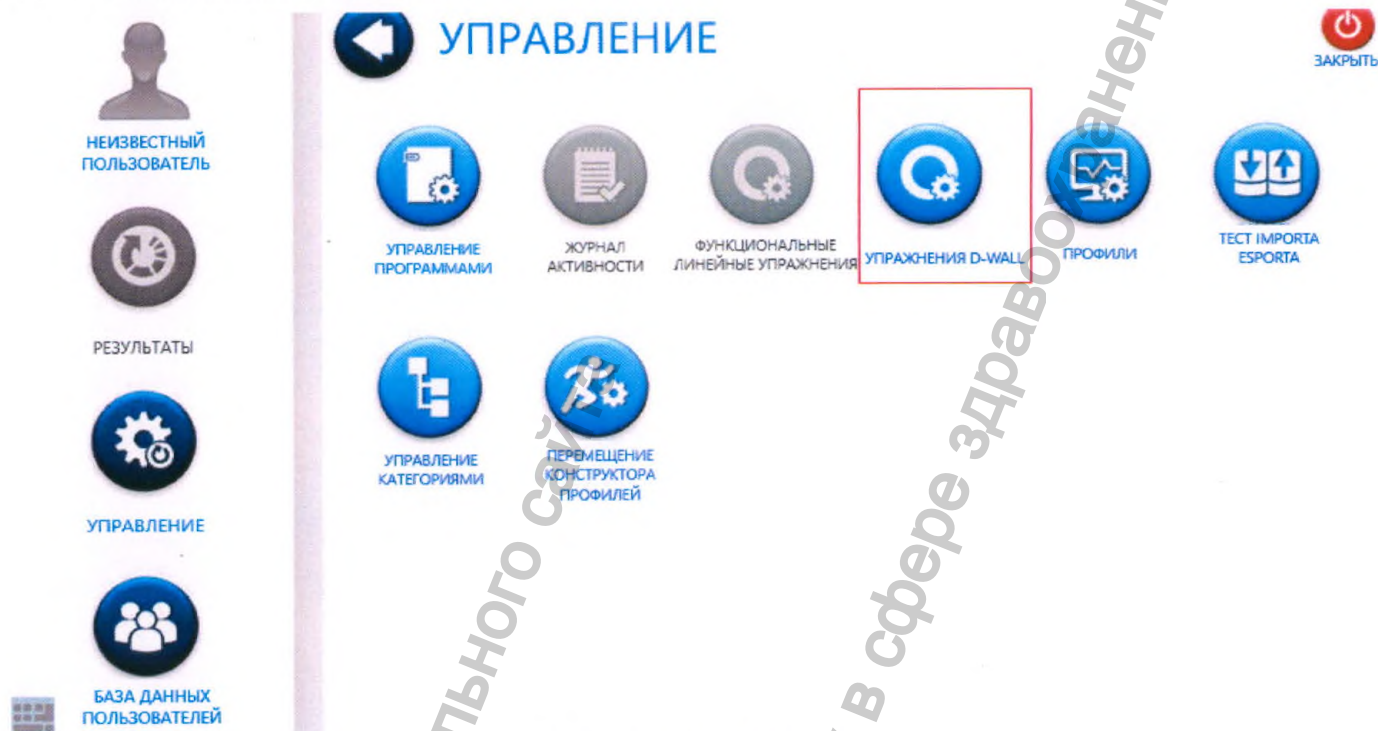 УПРАВЛЕНИЕ
ЗАКРЫТЬ
НЕИЗВЕСТНЫЙ
ПОЛЬЗОВАТЕЛЬ
РЕЗУЛЬТАТЫ
УПРАВЛЕНИЕ
БАЗА ДАННЫХ
ПОЛЬЗОВАТЕЛЕЙ
УПРАВЛЕНИЕ
ПРОГРАММАМИ
ЖУРНАЛ
АКТИВНОСТИ
ФУНКЦИОНАЛЬНЫЕ
ЛИНЕЙНЫЕ УПРАЖНЕНИЯ
УПРАЖНЕНИЯ D-WALL
ПРОФИЛИ
ТЕСТ IMPORTA
ESPORTA
УПРАВЛЕНИЕ
КАТЕГОРИЯМИ
ПЕРЕМЕЩЕНИЕ
КОНСТРУКТОРА
ПРОФИЛЕЙ
в сфере